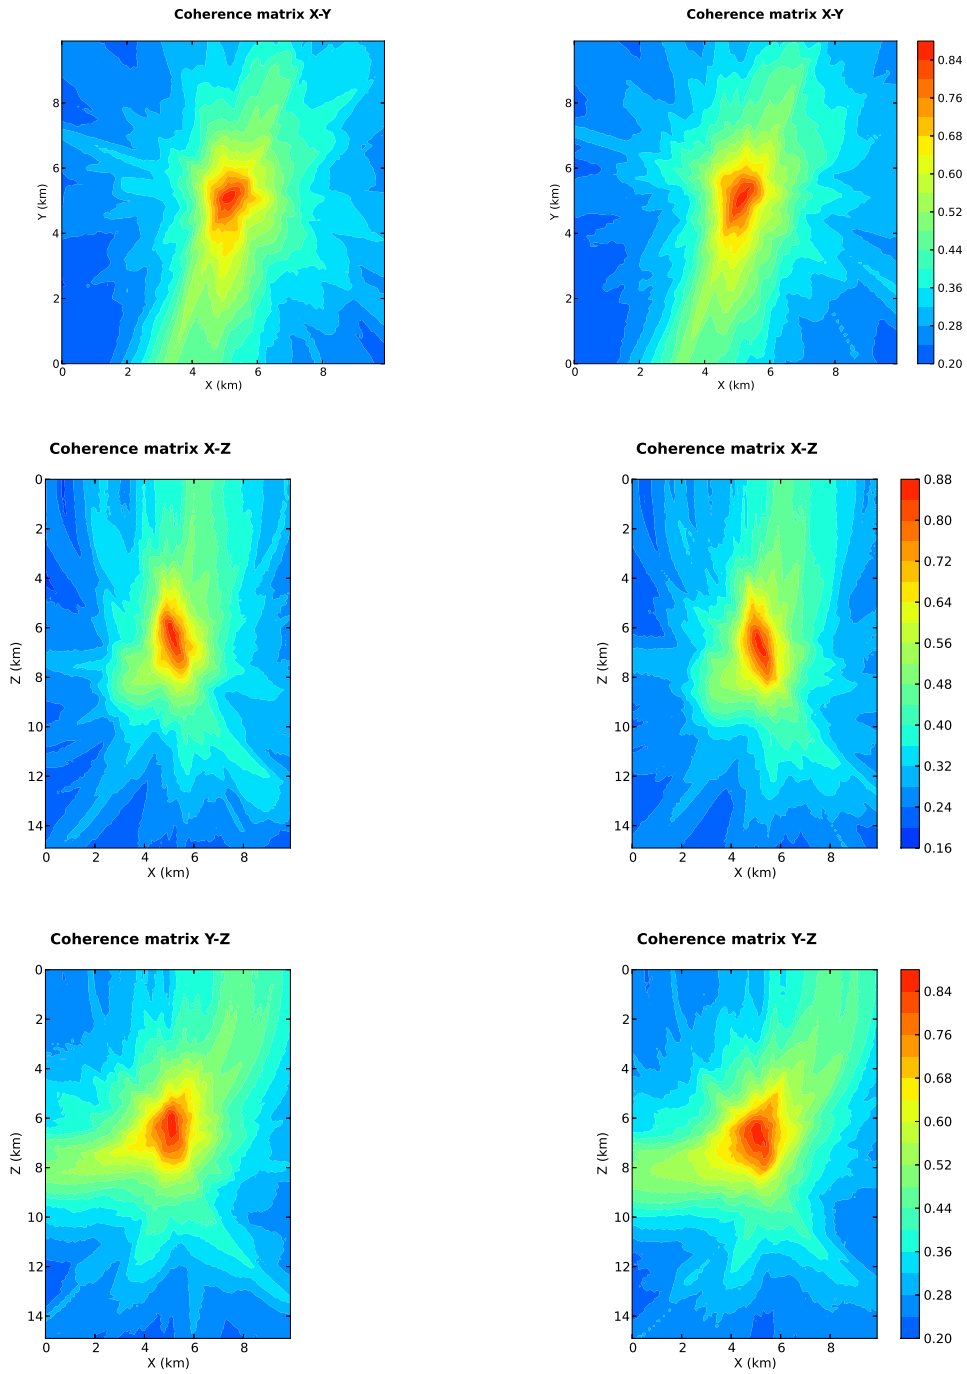 Coherence matrix X-Y
Coherence matrix X-Y
8
6
4
2
0
Y (km)
0 2 4 6 8
X (km)
8
6
4
2
0
Y (km)
0 2 4 6 8
X (km)
0.84
0.76
0.68
0.60
0.52
0.44
0.36
0.28
0.20
Coherence matrix X-Z
Coherence matrix X-Z
0
2
4
6
8
10
12
14
Z (km)
0 2 4 6 8
X (km)
0
2
4
6
8
10
12
14
Z (km)
0 2 4 6 8
X (km)
0.88
0.80
0.72
0.64
0.56
0.48
0.40
0.32
0.24
0.16
Coherence matrix Y-Z
Coherence matrix Y-Z
0
2
4
6
8
10
12
14
Z (km)
0 2 4 6 8
X (km)
0
2
4
6
8
10
12
14
Z (km)
0 2 4 6 8
X (km)
0.84
0.76
0.68
0.60
0.52
0.44
0.36
0.28
0.20